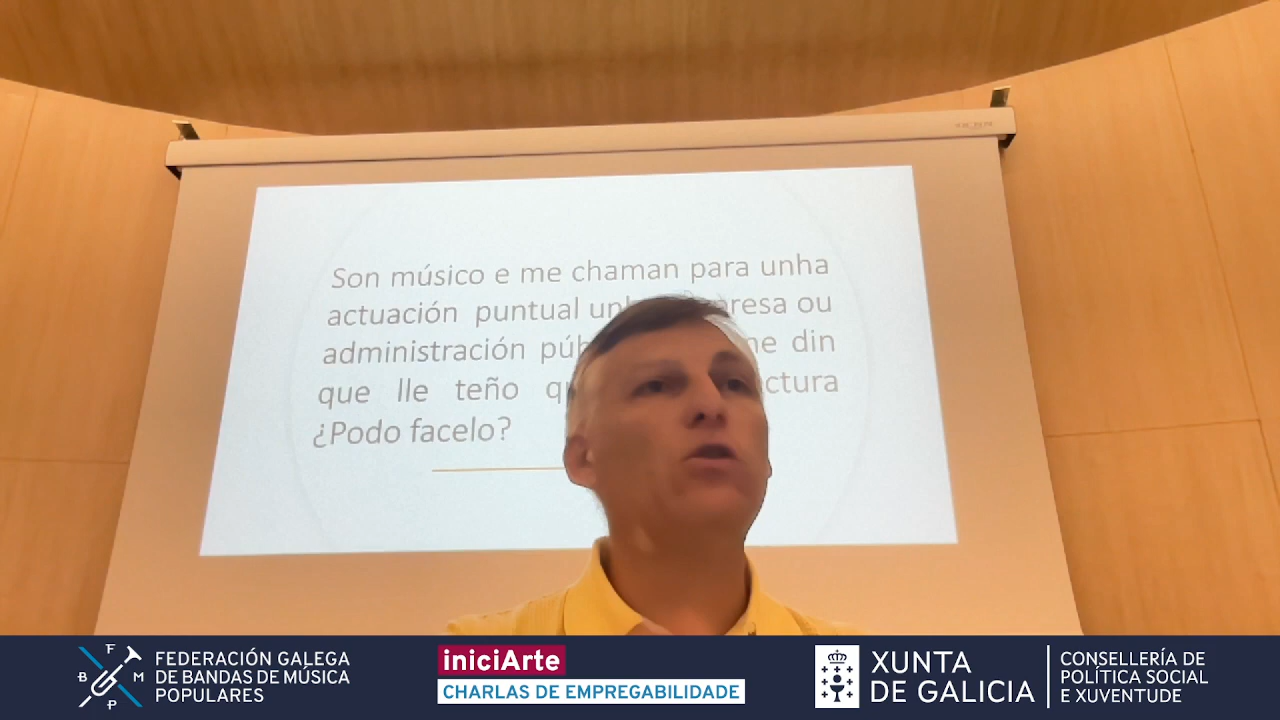 Son músico e me chaman para unha
actuación puntual ou
administración din
que lle teño
¿Podo facelo?
F
B M
P
FEDERACIÓN GALEGA
DE BANDAS DE MÚSICA
POPULARES
iniciArte
CHARLAS DE EMPREGABILIDADE
XUNTA
DE GALICIA
CONSELLERÍA DE
POLÍTICA SOCIAL
E XUVENTUDE